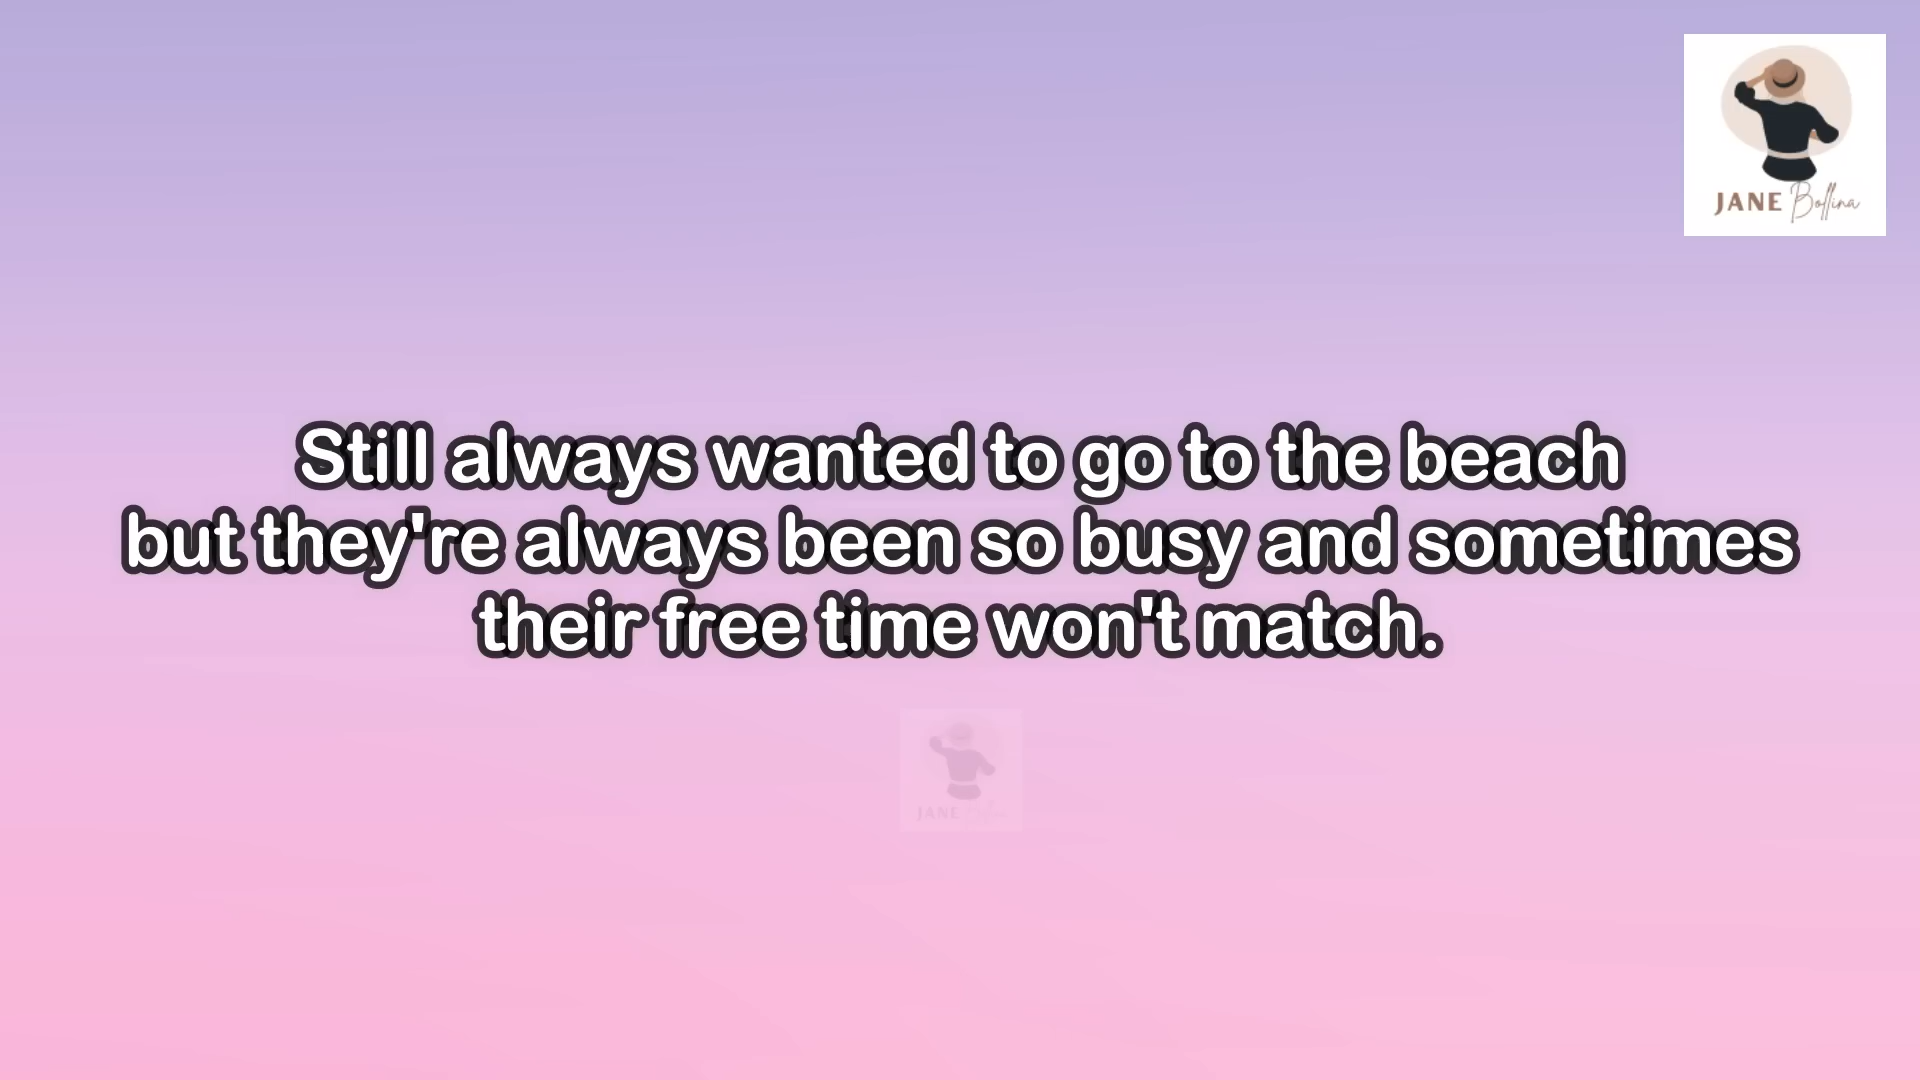 JANE Bollina
Still always wanted to go to the beach
but they're always been so busy and sometimes
their free time won't match.
JANE